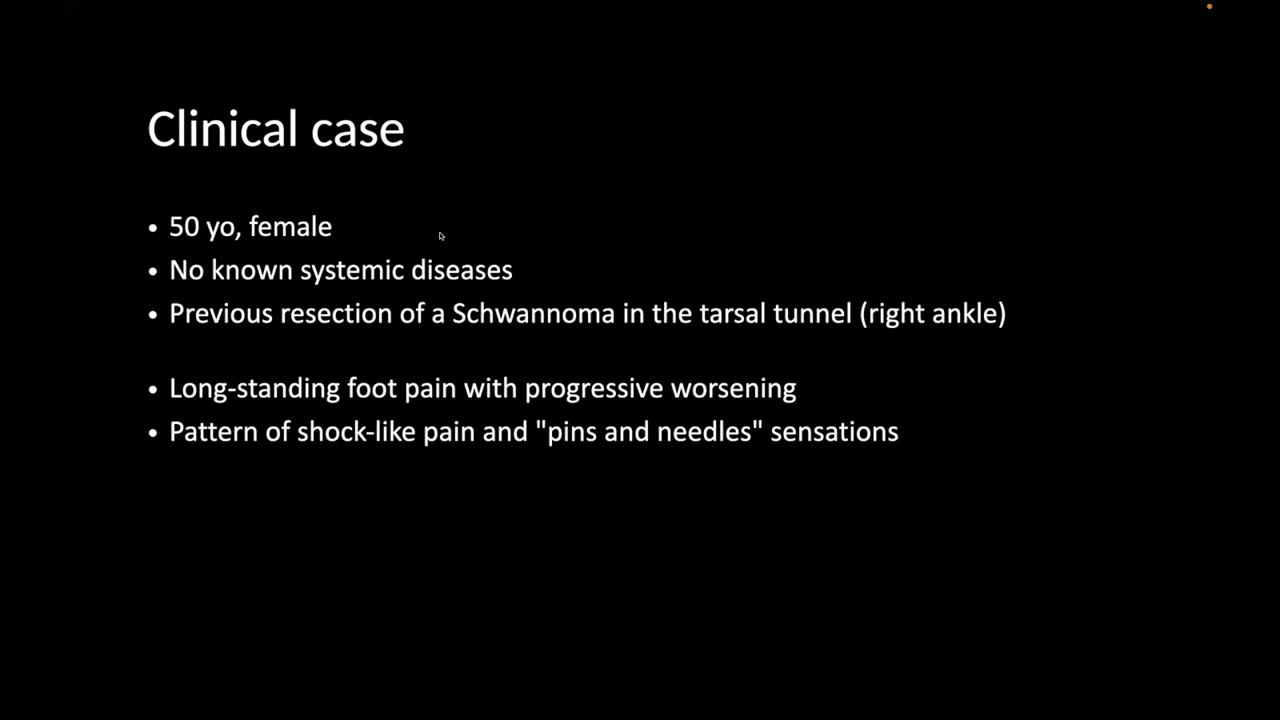 Clinical case
• 50 yo, female
• No known systemic diseases
• Previous resection of a Schwannoma in the tarsal tunnel (right ankle)
• Long-standing foot pain with progressive worsening
• Pattern of shock-like pain and "pins and needles" sensations